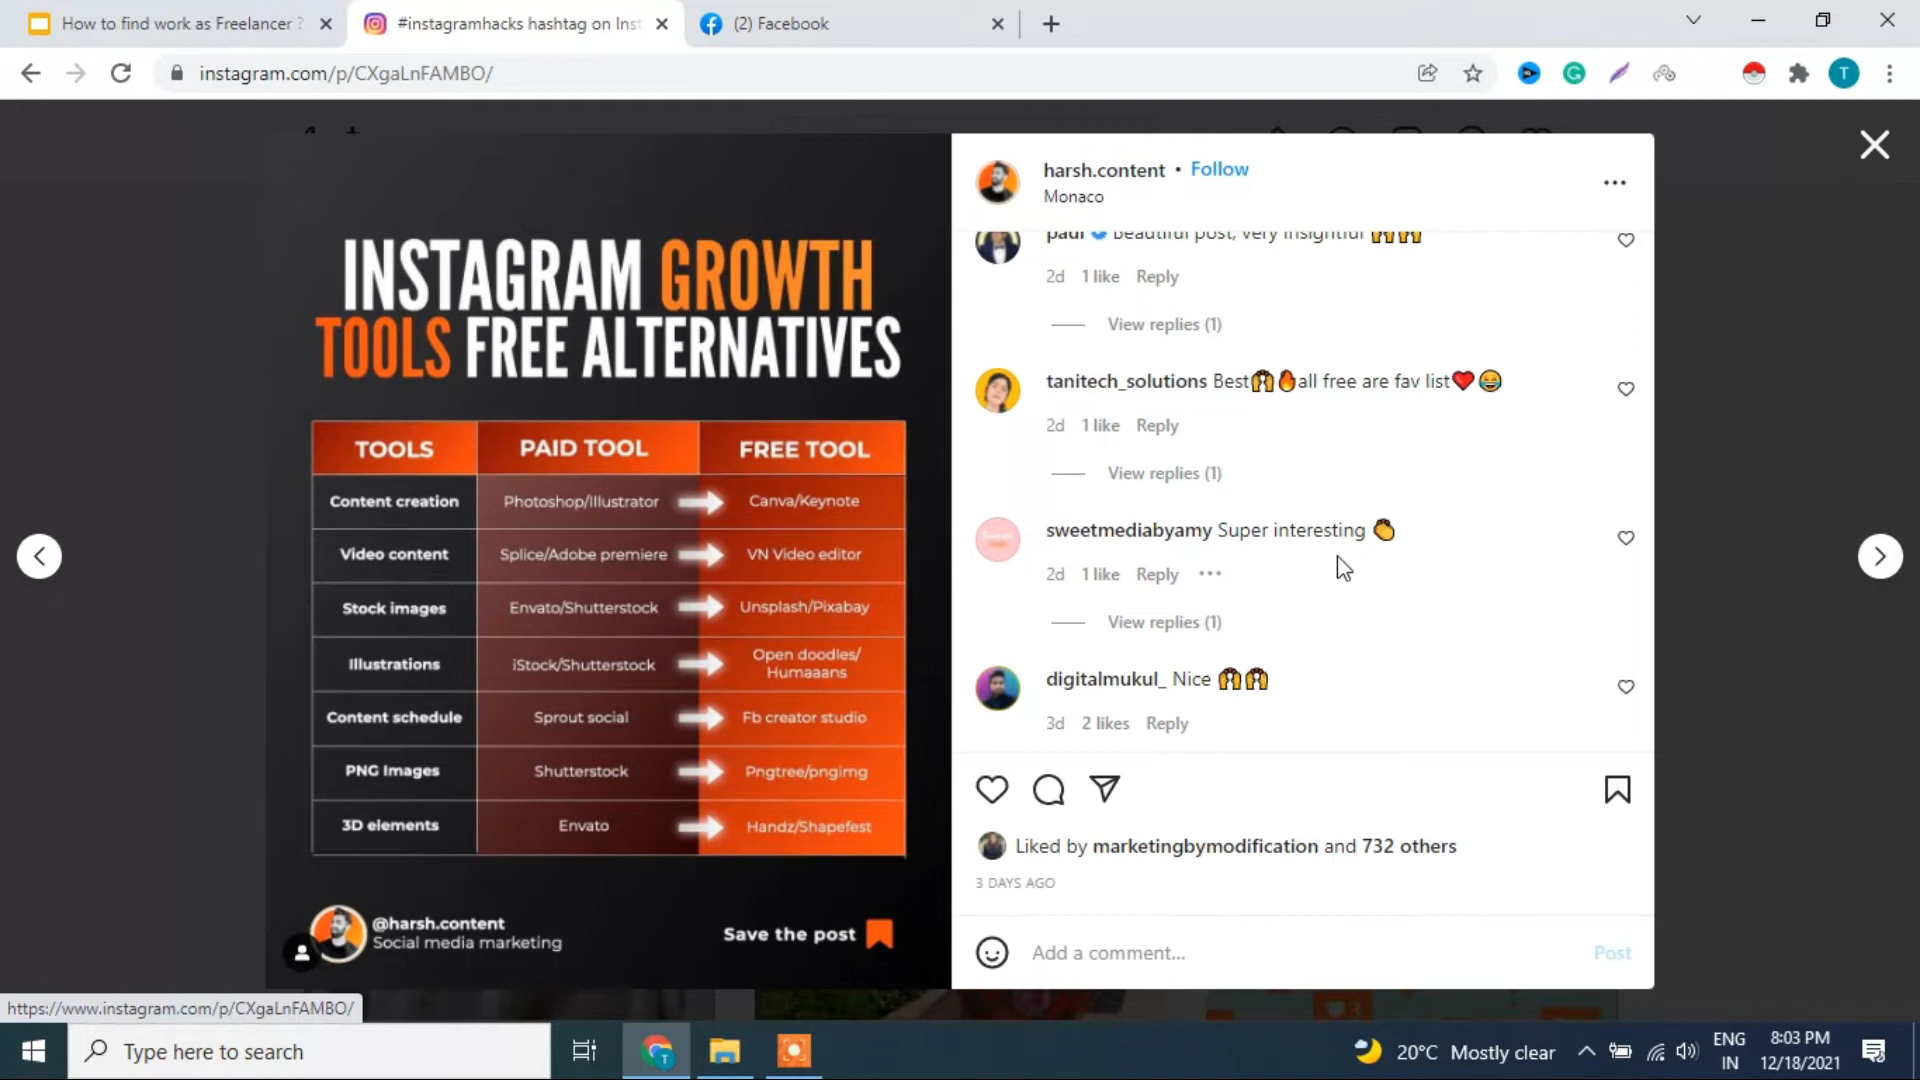 How to find work as Freelancer ?
#instagramhacks hashtag on Inst
(2) Facebook
instagram.com/p/CXgaLnFAMBO/
T
INSTAGRAM GROWTH
TOOLS FREE ALTERNATIVES
TOOLS PAID TOOL FREE TOOL
Content creation Photoshop/Illustrator Canva/Keynote
Video content Splice/Adobe premiere VN Video editor
Stock images Envato/Shutterstock Unsplash/Pixabay
Illustrations iStock/Shutterstock Open doodles/
Humaaans
Content schedule Sprout social Fb creator studio
PNG Images Shutterstock Pngtree/pngimg
3D elements Envato Handz/Shapefest
@harsh.content
Social media marketing
Save the post
harsh.content • Follow
Monaco
paul Beautiful post, very insightful
2d 1 like Reply
View replies (1)
tanitech_solutions Best all free are fav list
2d 1 like Reply
View replies (1)
sweetmediabyamy Super interesting
2d 1 like Reply
View replies (1)
digitalmukul_ Nice
3d 2 likes Reply
Liked by marketingbymodification and 732 others
3 DAYS AGO
Add a comment...
Post
https://www.instagram.com/p/CXgaLnFAMBO/
Type here to search
20°C Mostly clear
ENG
IN
8:03 PM
12/18/2021